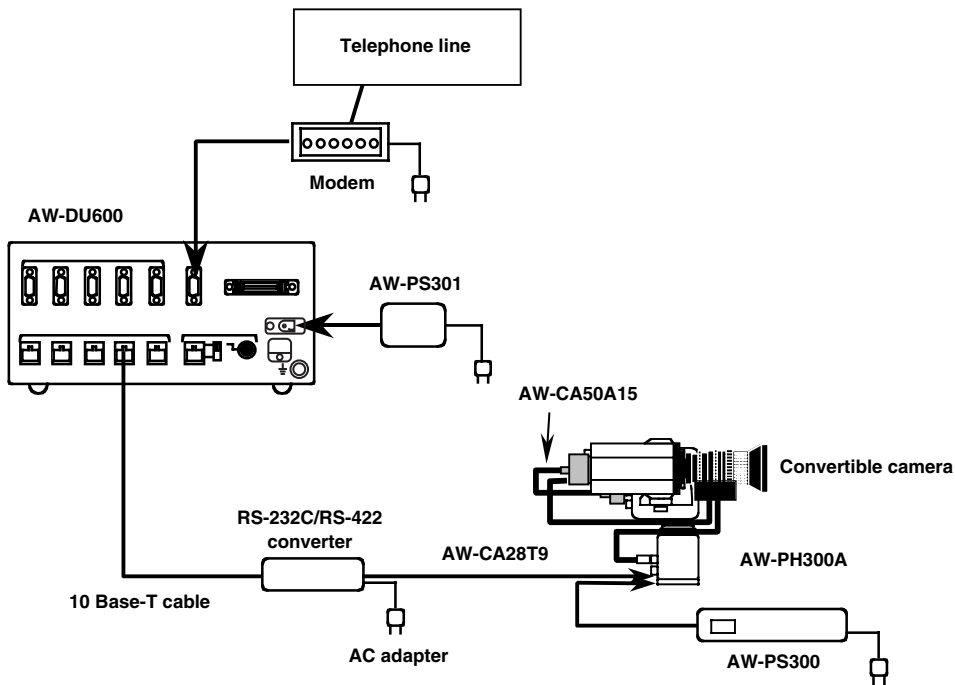 Telephone line
Modem
AW-DU600
AW-PS301
AW-CA50A15
Convertible camera
RS-232C/RS-422
converter
AW-CA28T9
AW-PH300A
10 Base-T cable
AC adapter
AW-PS300